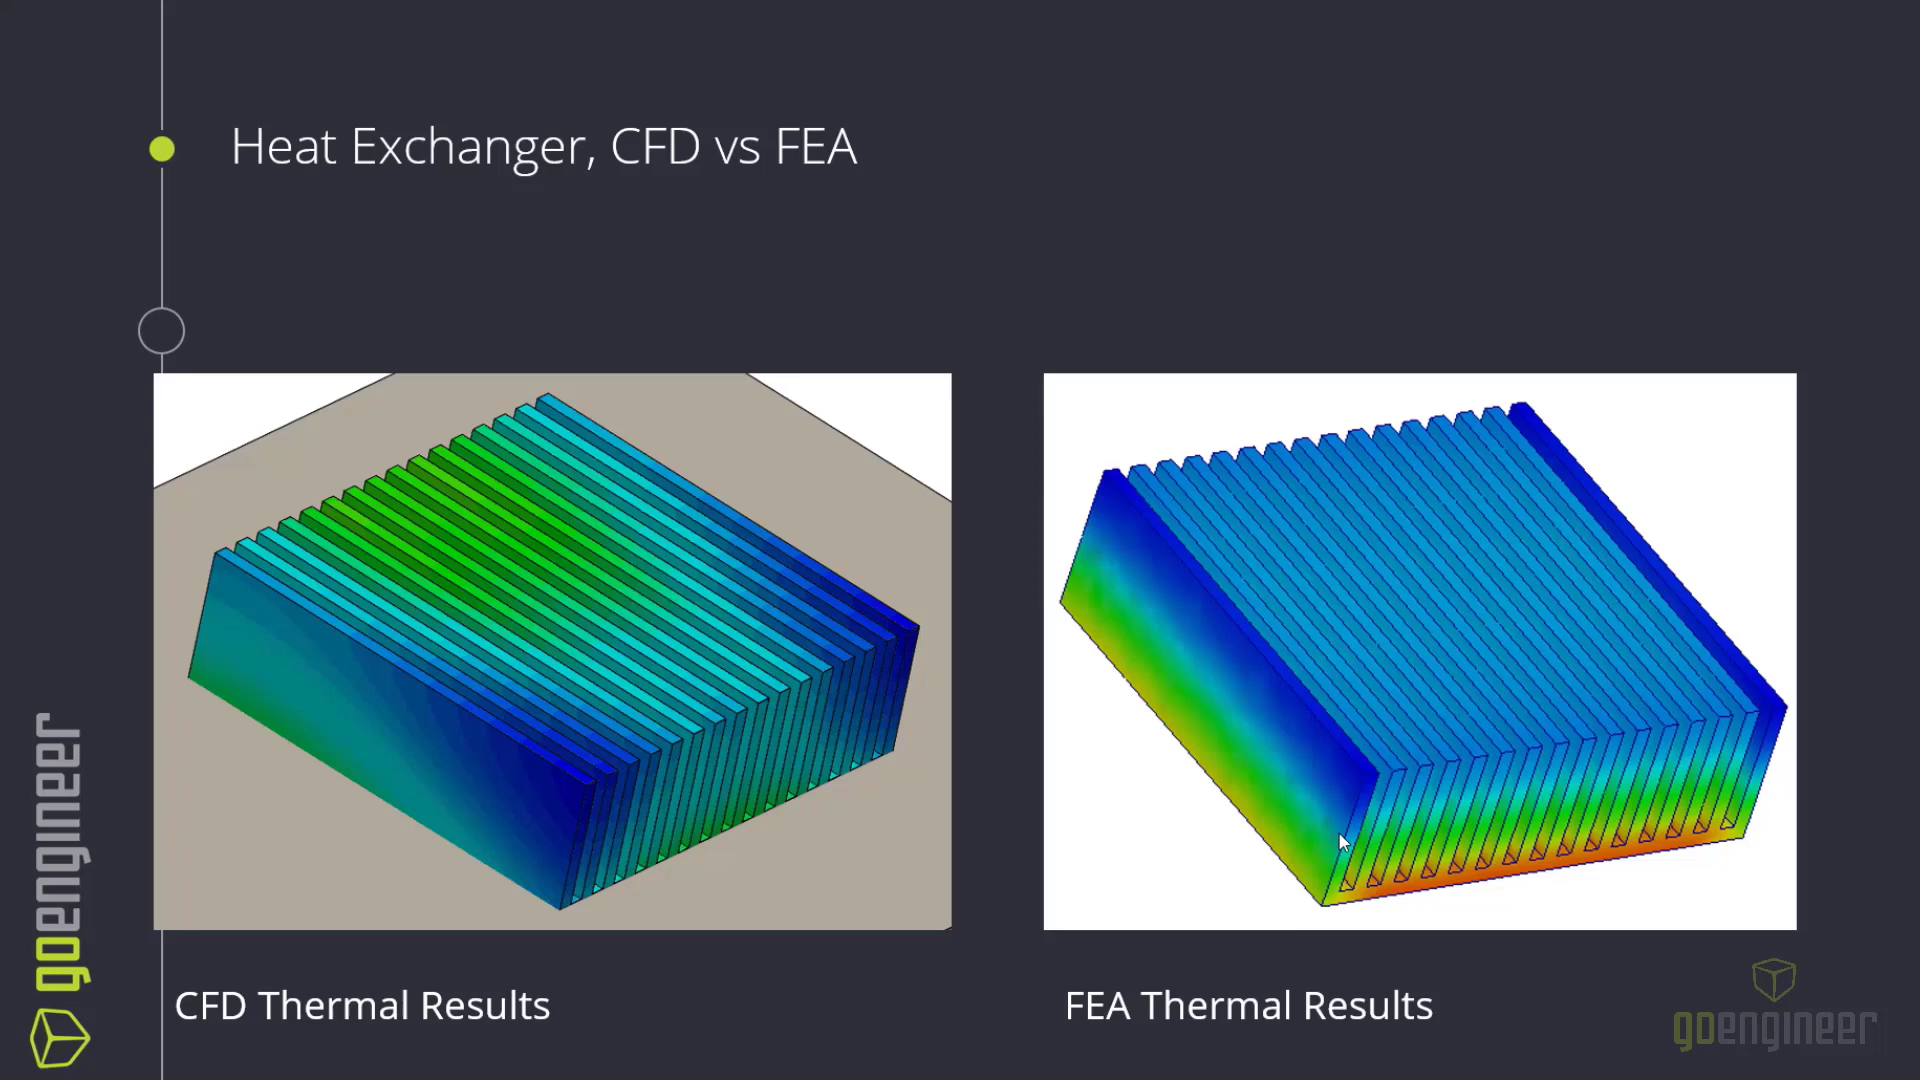 Heat Exchanger, CFD vs FEA
CFD Thermal Results
FEA Thermal Results
goengineer
goengineer